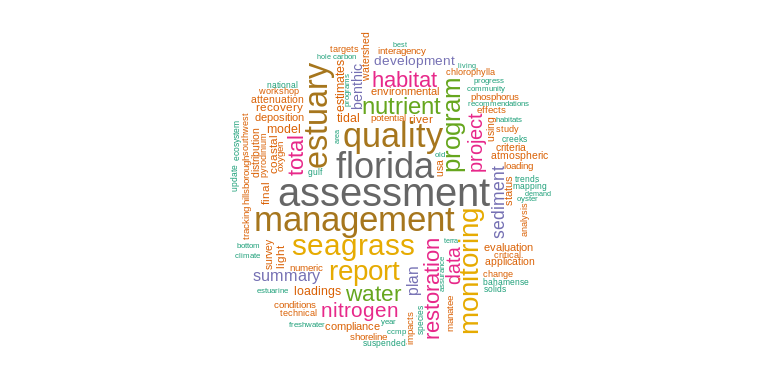 best
interagency
targets
hole carbon
watershed
development
living
chlorophylla
habitat
benthic
estimates
estuary
progress
national
workshop
environmental
community
phosphorus
programs
attenuation
nutrient
program
recommendations
recovery
effects
deposition
tidal
potential
river
habitats
model
quality
using
study
southwest
ecosystem
distribution
pyrodinium
coastal
oxygen
total
area
project
creeks
criteria
atmospheric
florida
old
usa
loading
gulf
update
hillsborough
final
assessment
sediment
status
trends
mapping
demand
oyster
tracking
management
monitoring
analysis
bottom
climate
survey
light
seagrass
restoration
data
terra
assurance
evaluation
critical
application
numeric
report
summary
plan
change
bahamense
solids
estuarine
loadings
water
manatee
conditions
technical
nitrogen
species
impacts
freshwater
compliance
year
ccmp
shoreline
suspended